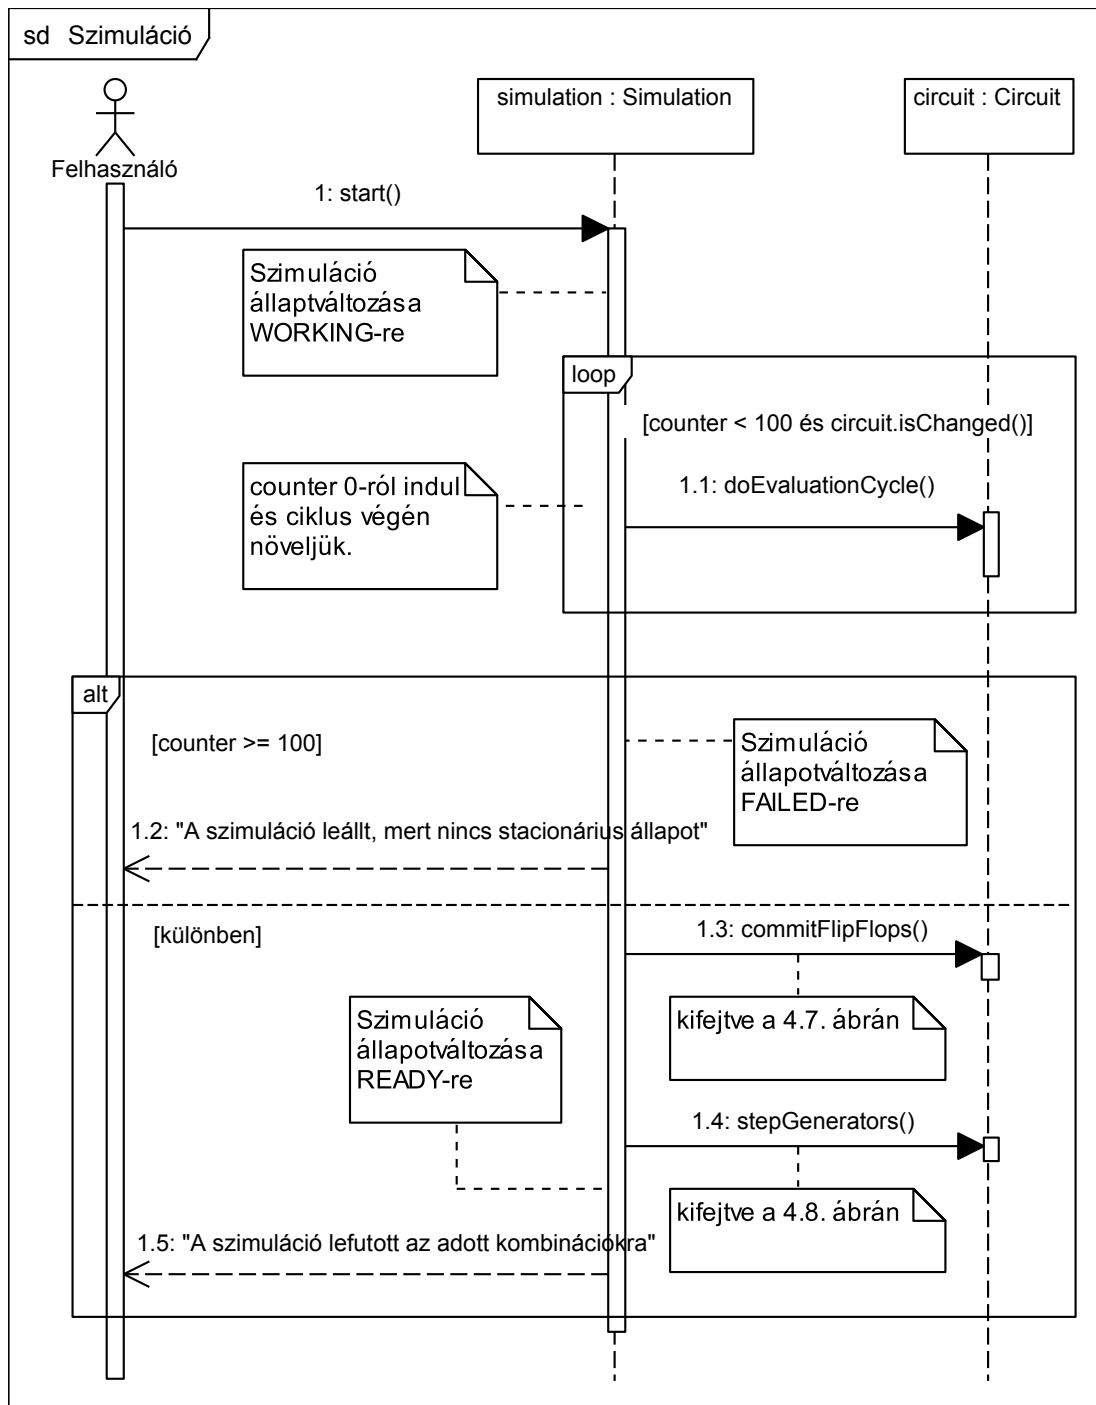 sd Szimuláció
simulation : Simulation
circuit : Circuit
Felhasználó
1: start()
Szimuláció
állaptváltozása
WORKING-re
loop
[counter < 100 és circuit.isChanged()]
counter 0-ról indul
és ciklus végén
növeljük.
1.1: doEvaluationCycle()
alt
[counter >= 100]
Szimuláció
állapotváltozása
FAILED-re
1.2: "A szimuláció leállt, mert nincs stacionárius állapot"
[különben]
1.3: commitFlipFlops()
kifejtve a 4.7. ábrán
Szimuláció
állapotváltozása
READY-re
1.4: stepGenerators()
kifejtve a 4.8. ábrán
1.5: "A szimuláció lefutott az adott kombinációkra"